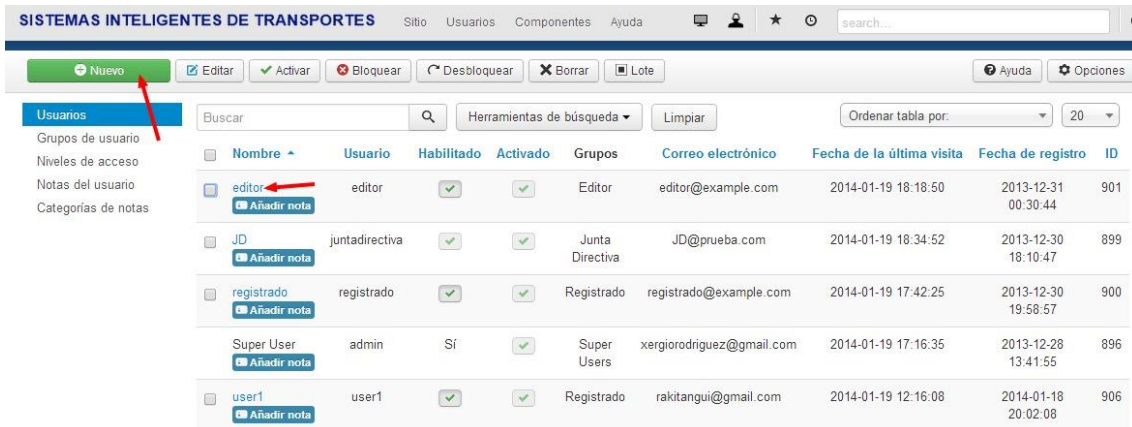 SISTEMAS INTELIGENTES DE TRANSPORTES Sitio Usuarios Componentes Ayuda search...
Nuevo Editar Activar Bloquear Desbloquear Borrar Lote Ayuda Opciones
Usuarios
Grupos de usuario
Niveles de acceso
Notas del usuario
Categorías de notas
Buscar Herramientas de búsqueda Limpiar Ordenar tabla por: 20
Nombre Usuario Habilitado Activado Grupos Correo electrónico Fecha de la última visita Fecha de registro ID
editor editor Editor editor@example.com 2014-01-19 18:18:50 2013-12-31 901
Añadir nota 00:30:44
JD juntadirectiva Junta JD@prueba.com 2014-01-19 18:34:52 2013-12-30 899
Añadir nota Directiva 18:10:47
registrado registrado Registrado registrado@example.com 2014-01-19 17:42:25 2013-12-30 900
Añadir nota 19:58:57
Super User admin Sí Super xergiorodriguez@gmail.com 2014-01-19 17:16:35 2013-12-28 896
Añadir nota Users 13:41:55
user1 user1 Registrado rakitangui@gmail.com 2014-01-19 12:16:08 2014-01-18 906
Añadir nota 20:02:08